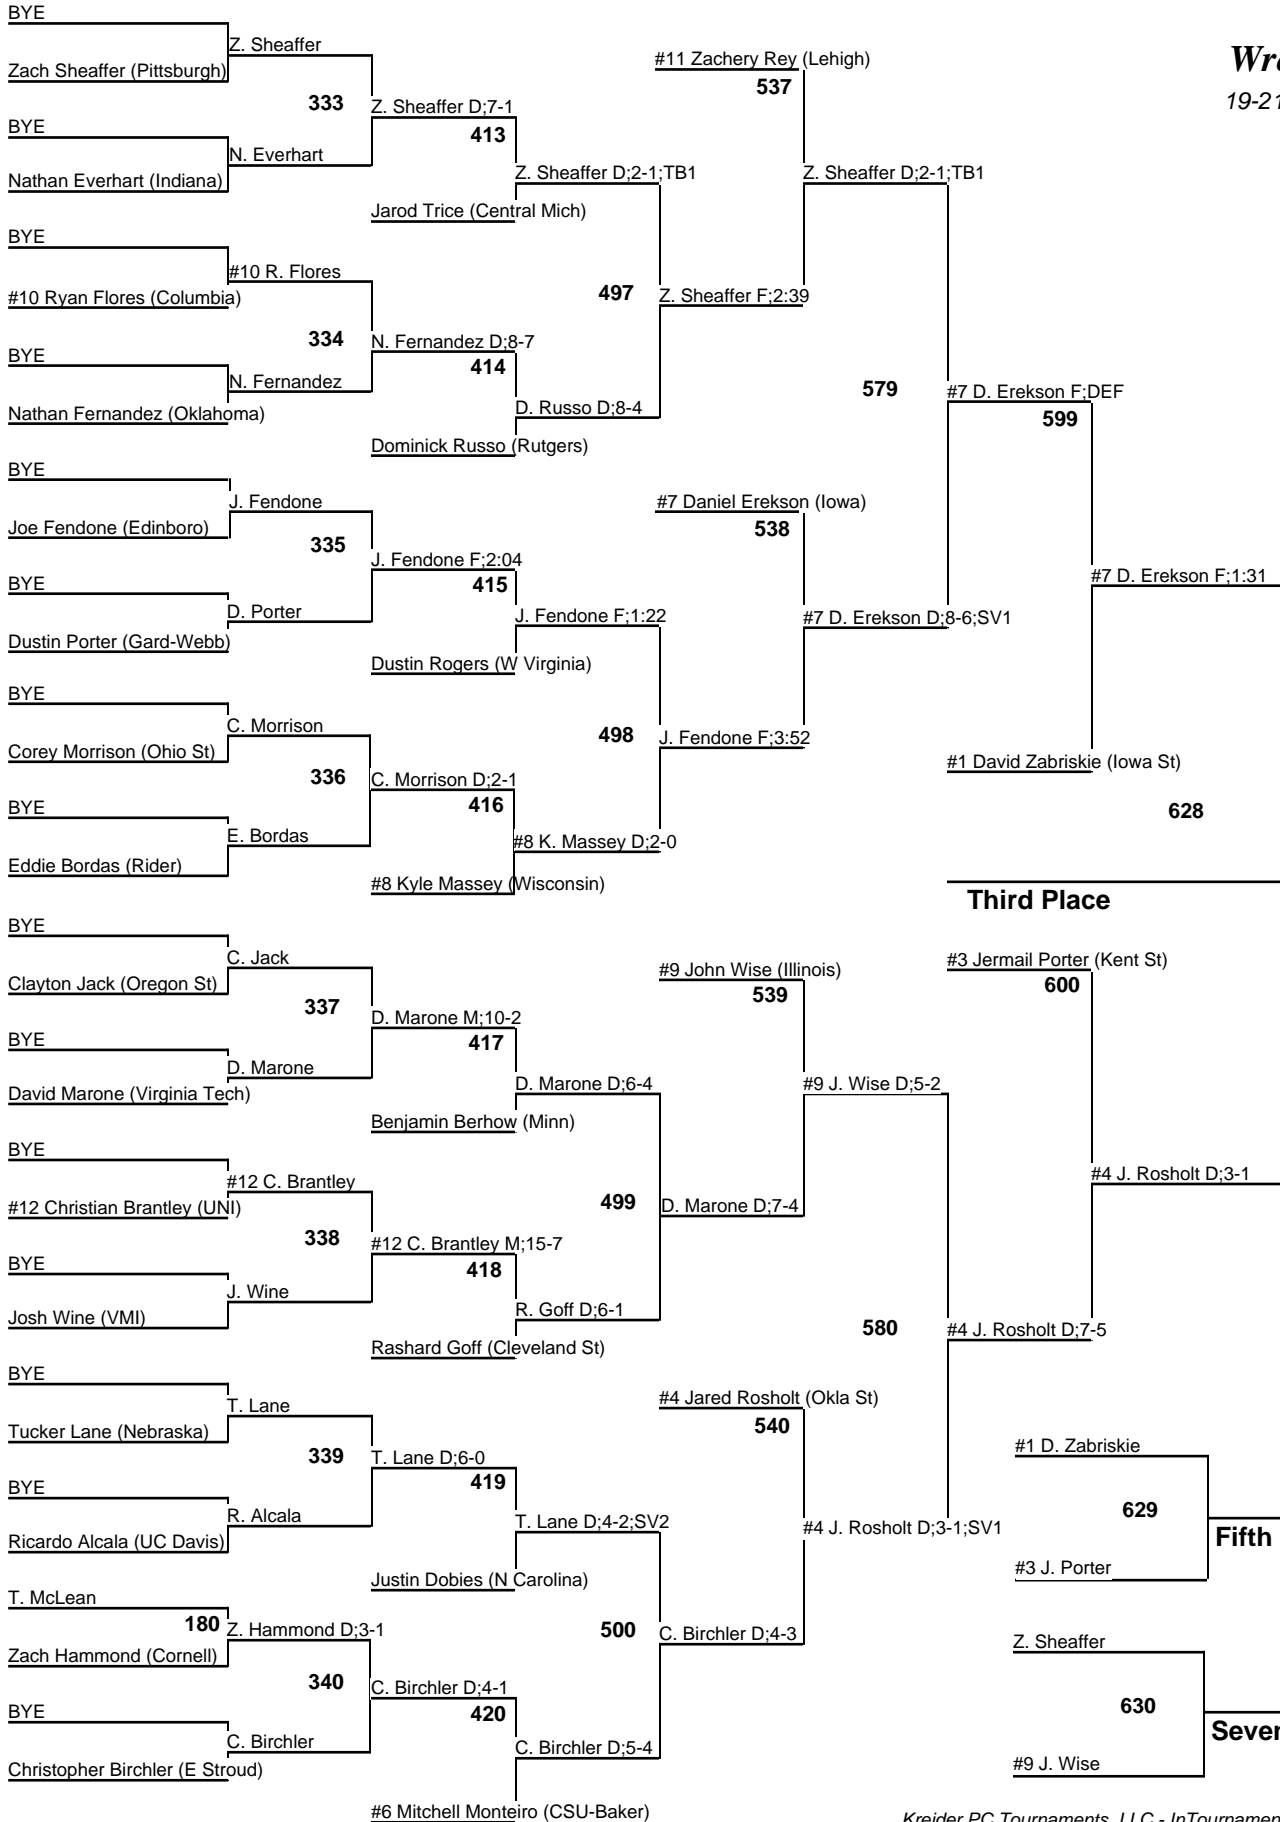 BYE
Z. Sheaffer
#11 Zachery Rey (Lehigh)
Zach Sheaffer (Pittsburgh)
537
19-21
333
Z. Sheaffer D;7-1
BYE
413
N. Everhart
Nathan Everhart (Indiana)
Z. Sheaffer D;2-1;TB1
Z. Sheaffer D;2-1;TB1
Jarod Trice (Central Mich)
BYE
#10 R. Flores
#10 Ryan Flores (Columbia)
497
Z. Sheaffer F;2:39
334
N. Fernandez D;8-7
BYE
414
N. Fernandez
579
#7 D. Erekson F;DEF
Nathan Fernandez (Oklahoma)
D. Russo D;8-4
599
Dominick Russo (Rutgers)
BYE
J. Fendone
#7 Daniel Erekson (Iowa)
Joe Fendone (Edinboro)
538
335
J. Fendone F;2:04
BYE
415
#7 D. Erekson F;1:31
D. Porter
J. Fendone F;1:22
#7 D. Erekson D;8-6;SV1
Dustin Porter (Gard-Webb)
Dustin Rogers (W Virginia)
BYE
C. Morrison
498
J. Fendone F;3:52
Corey Morrison (Ohio St)
#1 David Zabriskie (Iowa St)
336
C. Morrison D;2-1
BYE
416
628
E. Bordas
#8 K. Massey D;2-0
Eddie Bordas (Rider)
#8 Kyle Massey (Wisconsin)
Third Place
BYE
C. Jack
#9 John Wise (Illinois)
#3 Jermail Porter (Kent St)
Clayton Jack (Oregon St)
539
600
337
D. Marone M;10-2
BYE
417
D. Marone
D. Marone D;6-4
#9 J. Wise D;5-2
David Marone (Virginia Tech)
Benjamin Berhow (Minn)
BYE
#12 C. Brantley
#4 J. Rosholt D;3-1
#12 Christian Brantley (UNI)
499
D. Marone D;7-4
338
#12 C. Brantley M;15-7
BYE
418
J. Wine
Josh Wine (VMI)
R. Goff D;6-1
580
#4 J. Rosholt D;7-5
Rashard Goff (Cleveland St)
BYE
T. Lane
#4 Jared Rosholt (Okla St)
Tucker Lane (Nebraska)
540
#1 D. Zabriskie
339
T. Lane D;6-0
BYE
419
R. Alcala
T. Lane D;4-2;SV2
#4 J. Rosholt D;3-1;SV1
629
Fifth
Ricardo Alcala (UC Davis)
Justin Dobies (N Carolina)
#3 J. Porter
T. McLean
180
Z. Hammond D;3-1
500
C. Birchler D;4-3
Zach Hammond (Cornell)
Z. Sheaffer
340
C. Birchler D;4-1
BYE
420
630
C. Birchler
C. Birchler D;5-4
Christopher Birchler (E Stroud)
#9 J. Wise
#6 Mitchell Monteiro (CSU-Baker)
Kreider PC Tournaments, LLC -